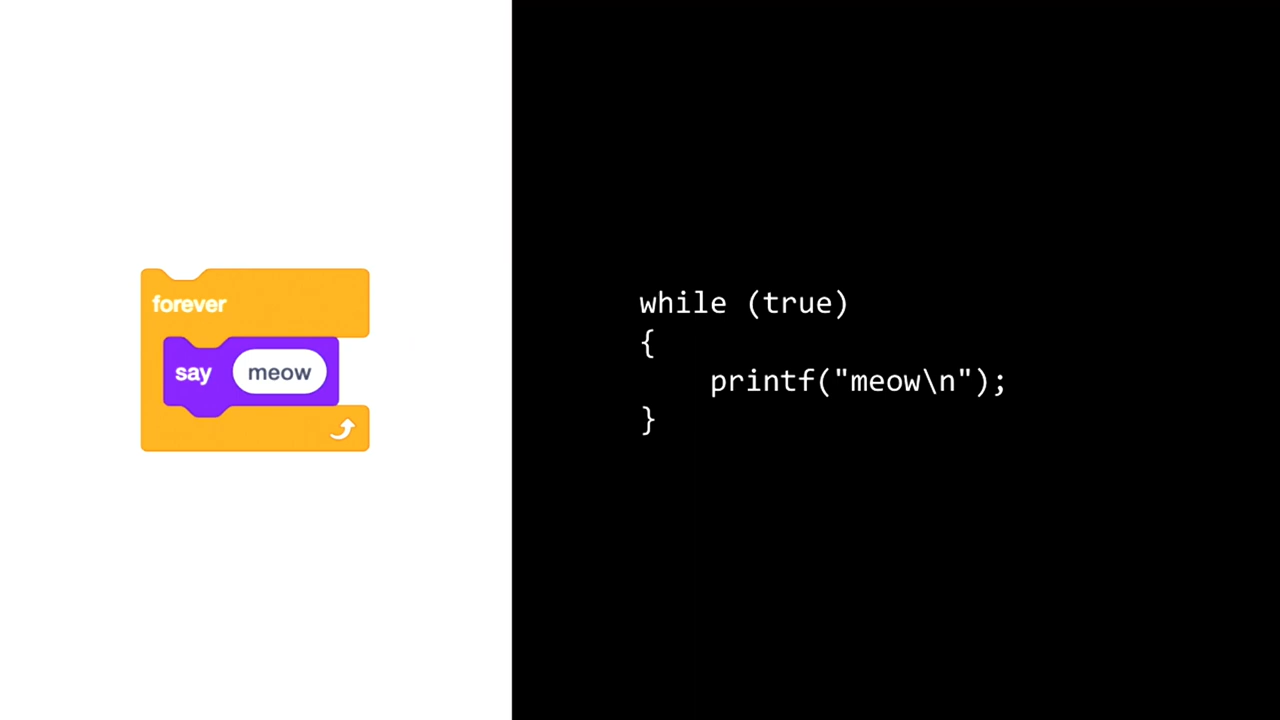 forever
say meow
while (true)
{
    printf("meow\n");
}